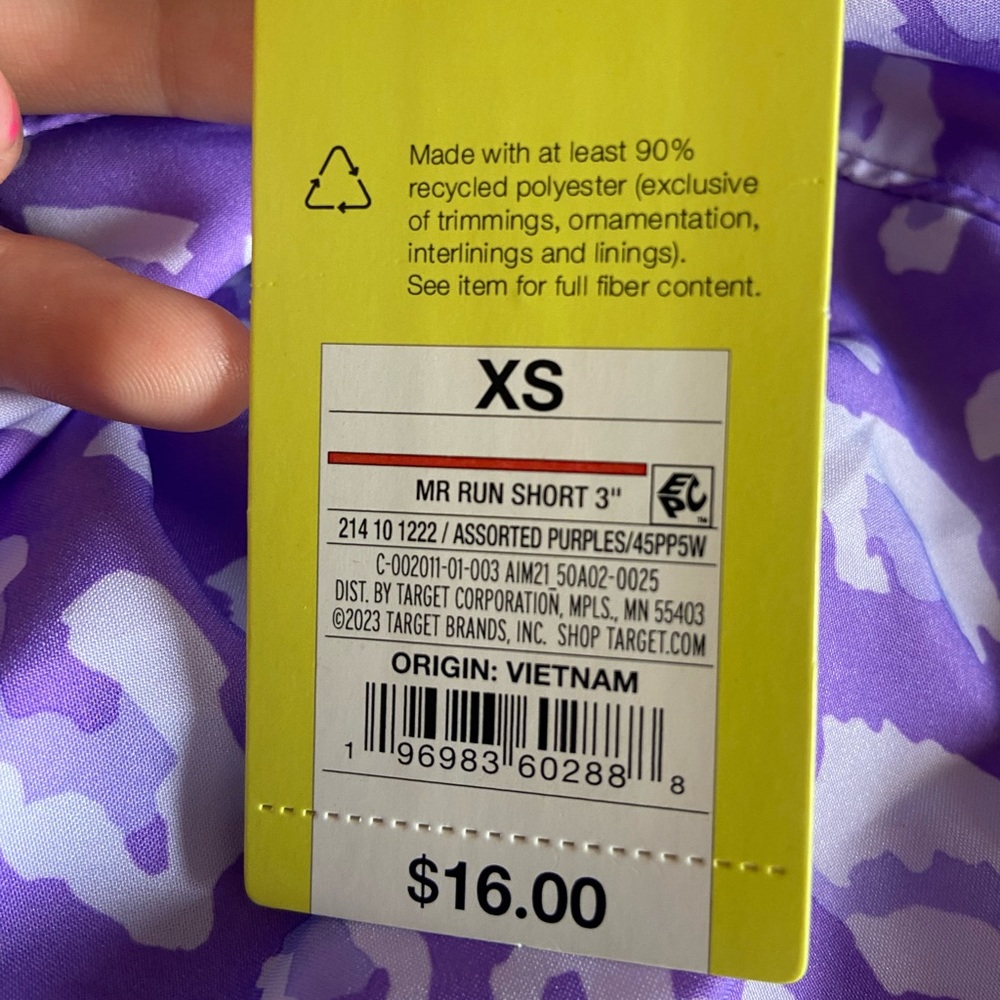 Made with at least 90%
recycled polyester (exclusive
of trimmings, ornamentation,
interlinings and linings).
See item for full fiber content.
XS
MR RUN SHORT 3"
EPC™
214 10 1222 / ASSORTED PURPLES/45PP5W
C-002011-01-003 AIM21_50A02-0025
DIST. BY TARGET CORPORATION, MPLS., MN 55403
©2023 TARGET BRANDS, INC. SHOP TARGET.COM
ORIGIN: VIETNAM
1 96983 60288 8
$16.00